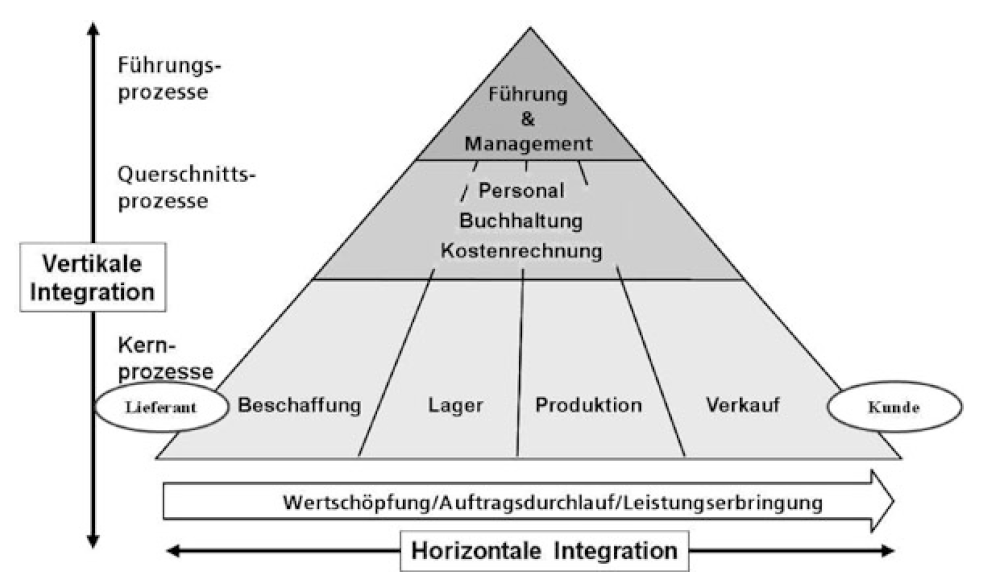 Führungs-
prozesse
Führung
&
Management
Querschnitts-
prozesse
Personal
Buchhaltung
Kostenrechnung
Vertikale
Integration
Kern-
prozesse
Lieferant
Beschaffung
Lager
Produktion
Verkauf
Kunde
Wertschöpfung/Auftragsdurchlauf/Leistungserbringung
Horizontale Integration